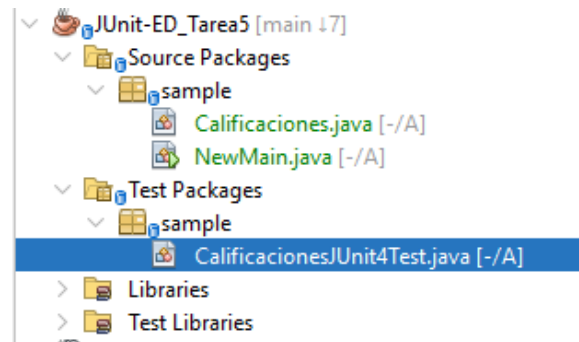 JUnit-ED_Tarea5 [main ↓7]
Source Packages
sample
Calificaciones.java [-/A]
NewMain.java [-/A]
Test Packages
sample
CalificacionesJUnit4Test.java [-/A]
Libraries
Test Libraries